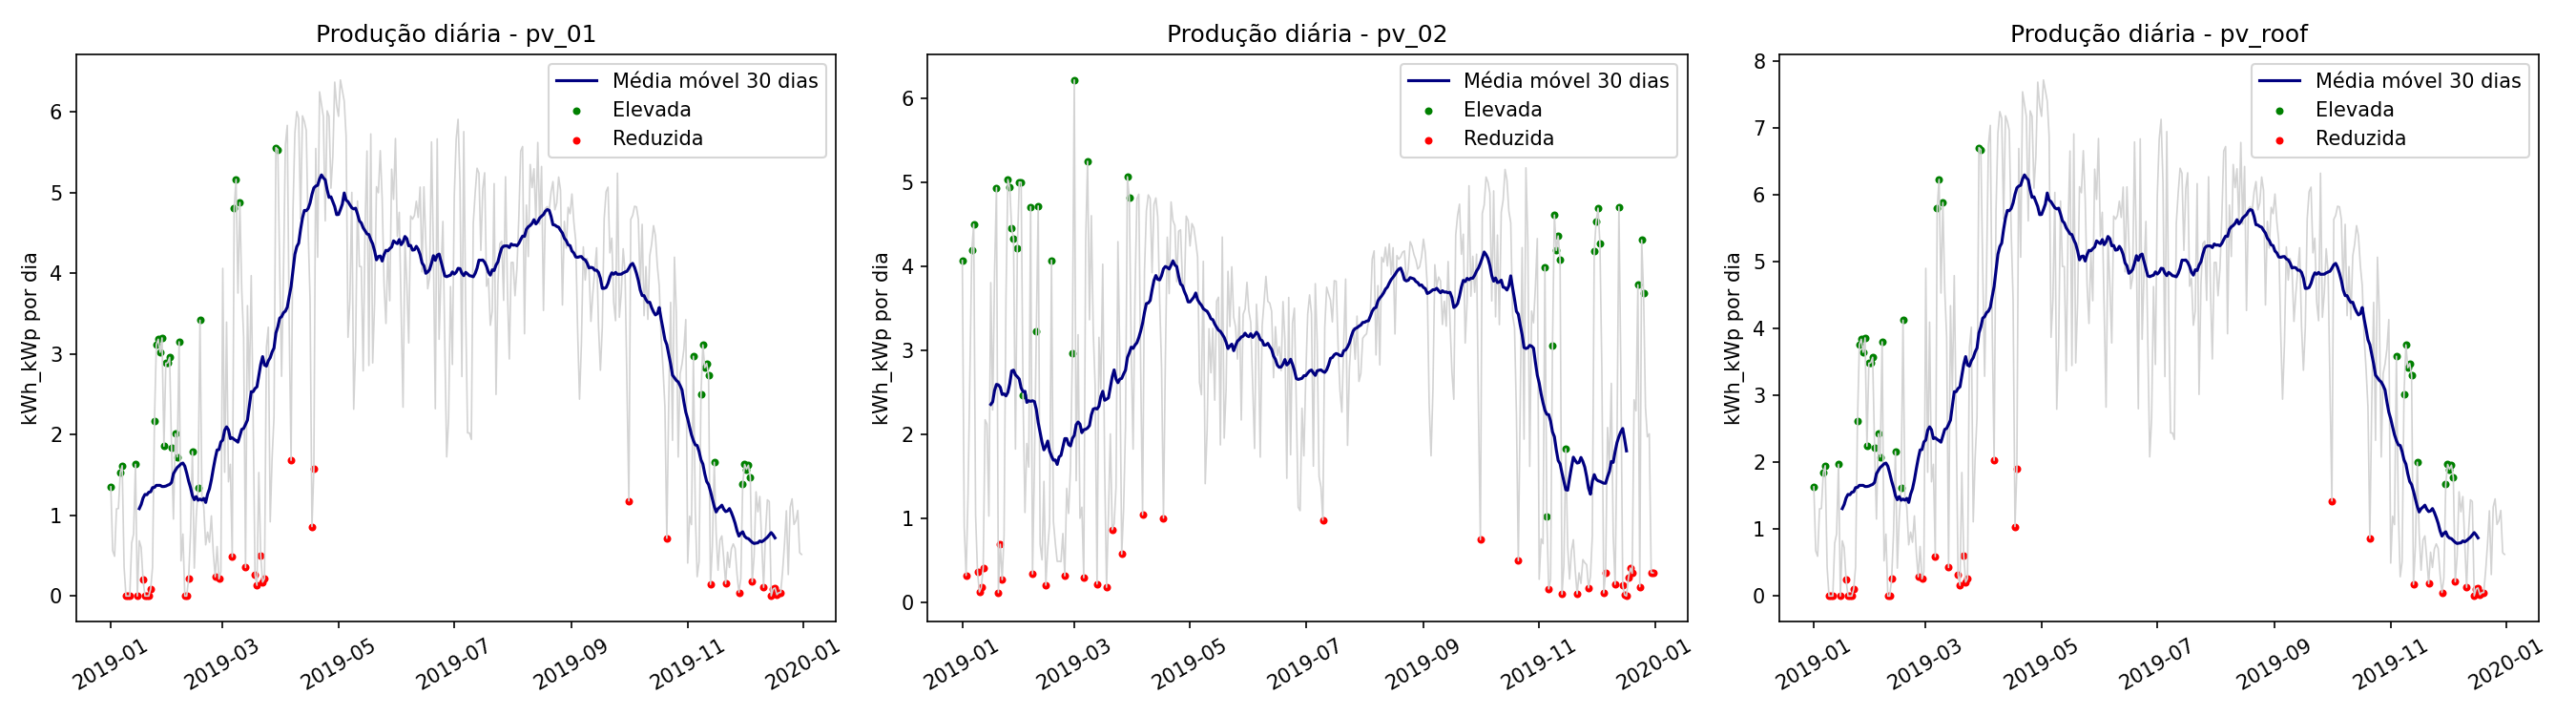 Produção diária - pv_01
kWh_kWp por dia
6
5
4
3
2
1
0
Média móvel 30 dias
Elevada
Reduzida
2019-01
2019-03
2019-05
2019-07
2019-09
2019-11
2020-01
Produção diária - pv_02
kWh_kWp por dia
6
5
4
3
2
1
0
Média móvel 30 dias
Elevada
Reduzida
2019-01
2019-03
2019-05
2019-07
2019-09
2019-11
2020-01
Produção diária - pv_roof
kWh_kWp por dia
8
7
6
5
4
3
2
1
0
Média móvel 30 dias
Elevada
Reduzida
2019-01
2019-03
2019-05
2019-07
2019-09
2019-11
2020-01